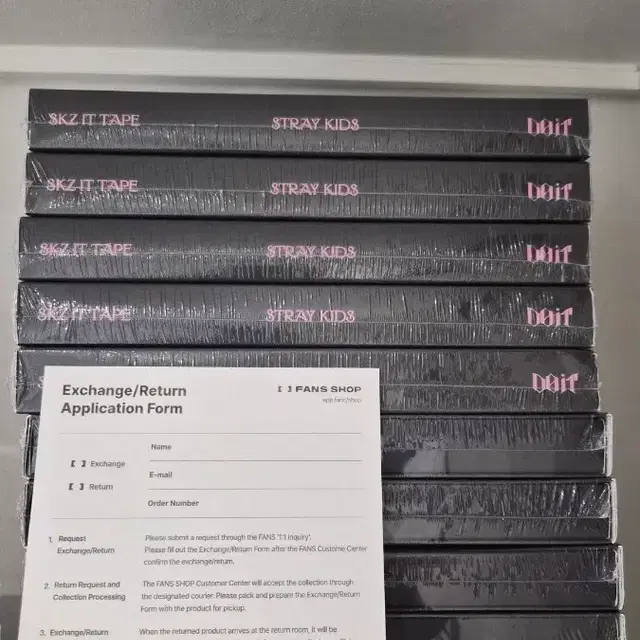 SKZ IT TAPE STRAY KIDS DO IT
SKZ IT TAPE STRAY KIDS DO IT
SKZ IT TAPE STRAY KIDS DO IT
SKZ IT TAPE STRAY KIDS DO IT
DO IT
Exchange/Return
Application Form
[ ] FANS SHOP
app.fans/shop
Name
[ ] Exchange
E-mail
[ ] Return
Order Number
1. Request
Exchange/Return
Please submit a request through the FANS '1:1 Inquiry'.
Please fill out the Exchange/Return Form after the FANS Custome Center
confirm the exchange/return.
2. Return Request and
Collection Processing
The FANS SHOP Customer Center will accept the collection through
the designated courier. Please pack and prepare the Exchange/Return
Form with the product for pickup.
3. Exchange/Return
When the returned product arrives at the return room, it will be